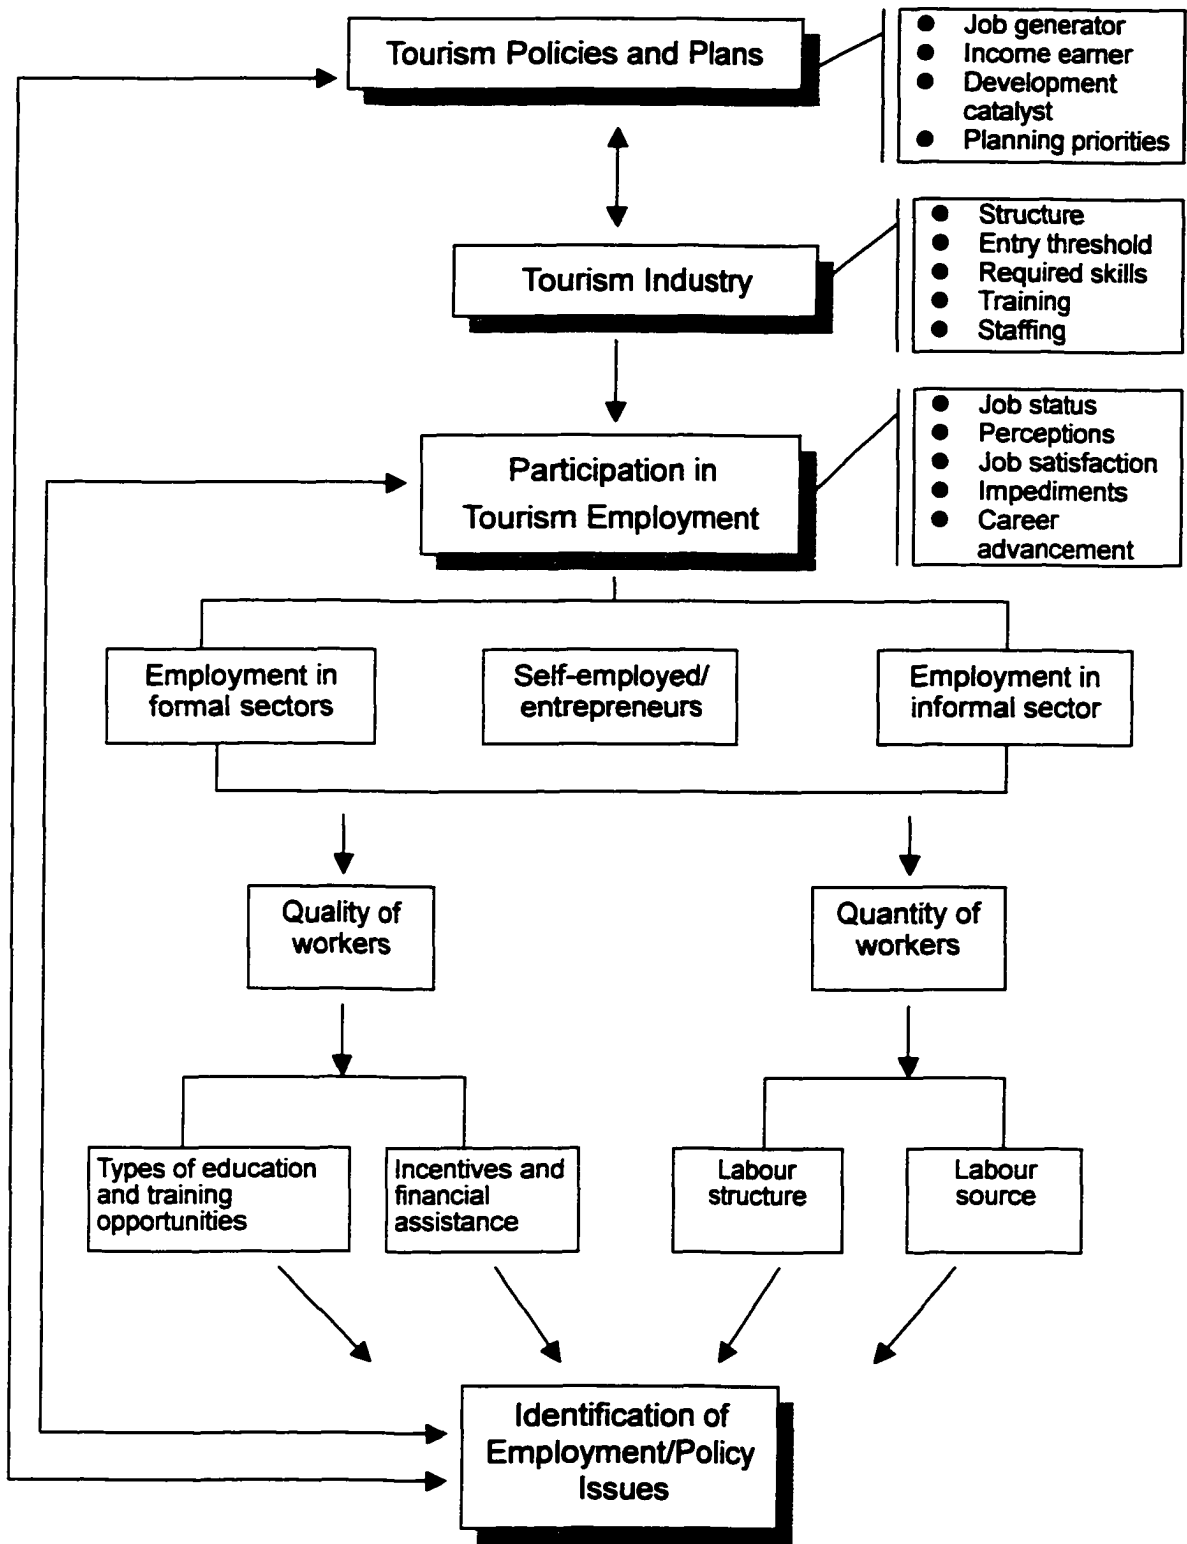 Tourism Policies and Plans
● Job generator
● Income earner
● Development
catalyst
● Planning priorities
Tourism Industry
● Structure
● Entry threshold
● Required skills
● Training
● Staffing
Participation in
Tourism Employment
● Job status
● Perceptions
● Job satisfaction
● Impediments
● Career
advancement
Employment in
formal sectors
Self-employed/
entrepreneurs
Employment in
informal sector
Quality of
workers
Quantity of
workers
Types of education
and training
opportunities
Incentives and
financial
assistance
Labour
structure
Labour
source
Identification of
Employment/Policy
Issues